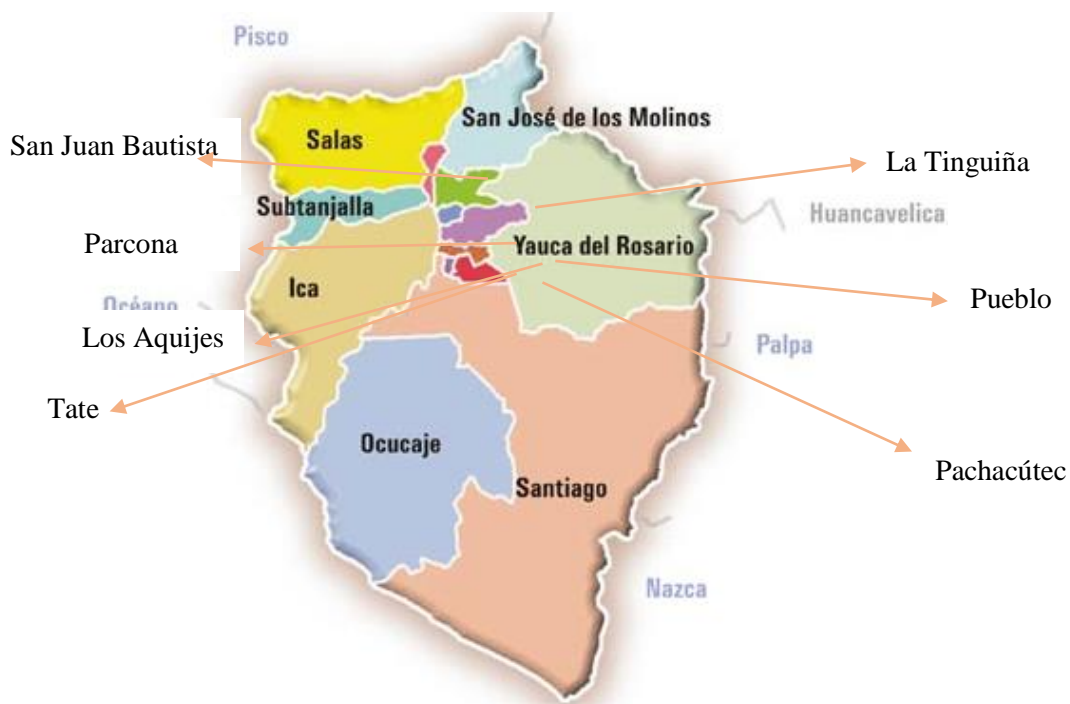 Pisco
San José de los Molinos
Salas
San Juan Bautista
La Tinguiña
Subtanjalla
Huancavelica
Parcona
Yauca del Rosario
Ica
Océano
Pueblo
Los Aquijes
Palpa
Tate
Ocucaje
Pachacútec
Santiago
Nazca